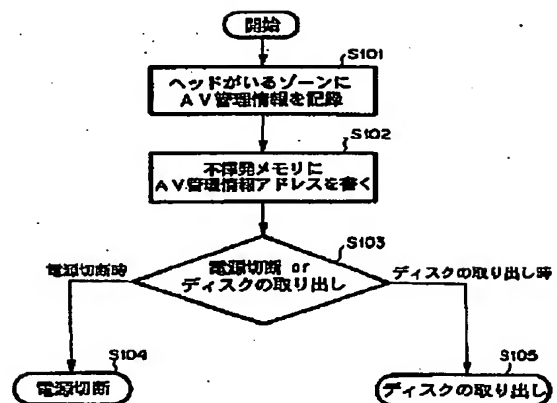 開始
S101
ヘッドがいるゾーンに
AV管理情報を記録
S102
不揮発メモリに
AV管理情報アドレスを書く
S103
電源切断時
電源切断 or
ディスクの取り出し
ディスクの取り出し時
S104
電源切断
S105
ディスクの取り出し